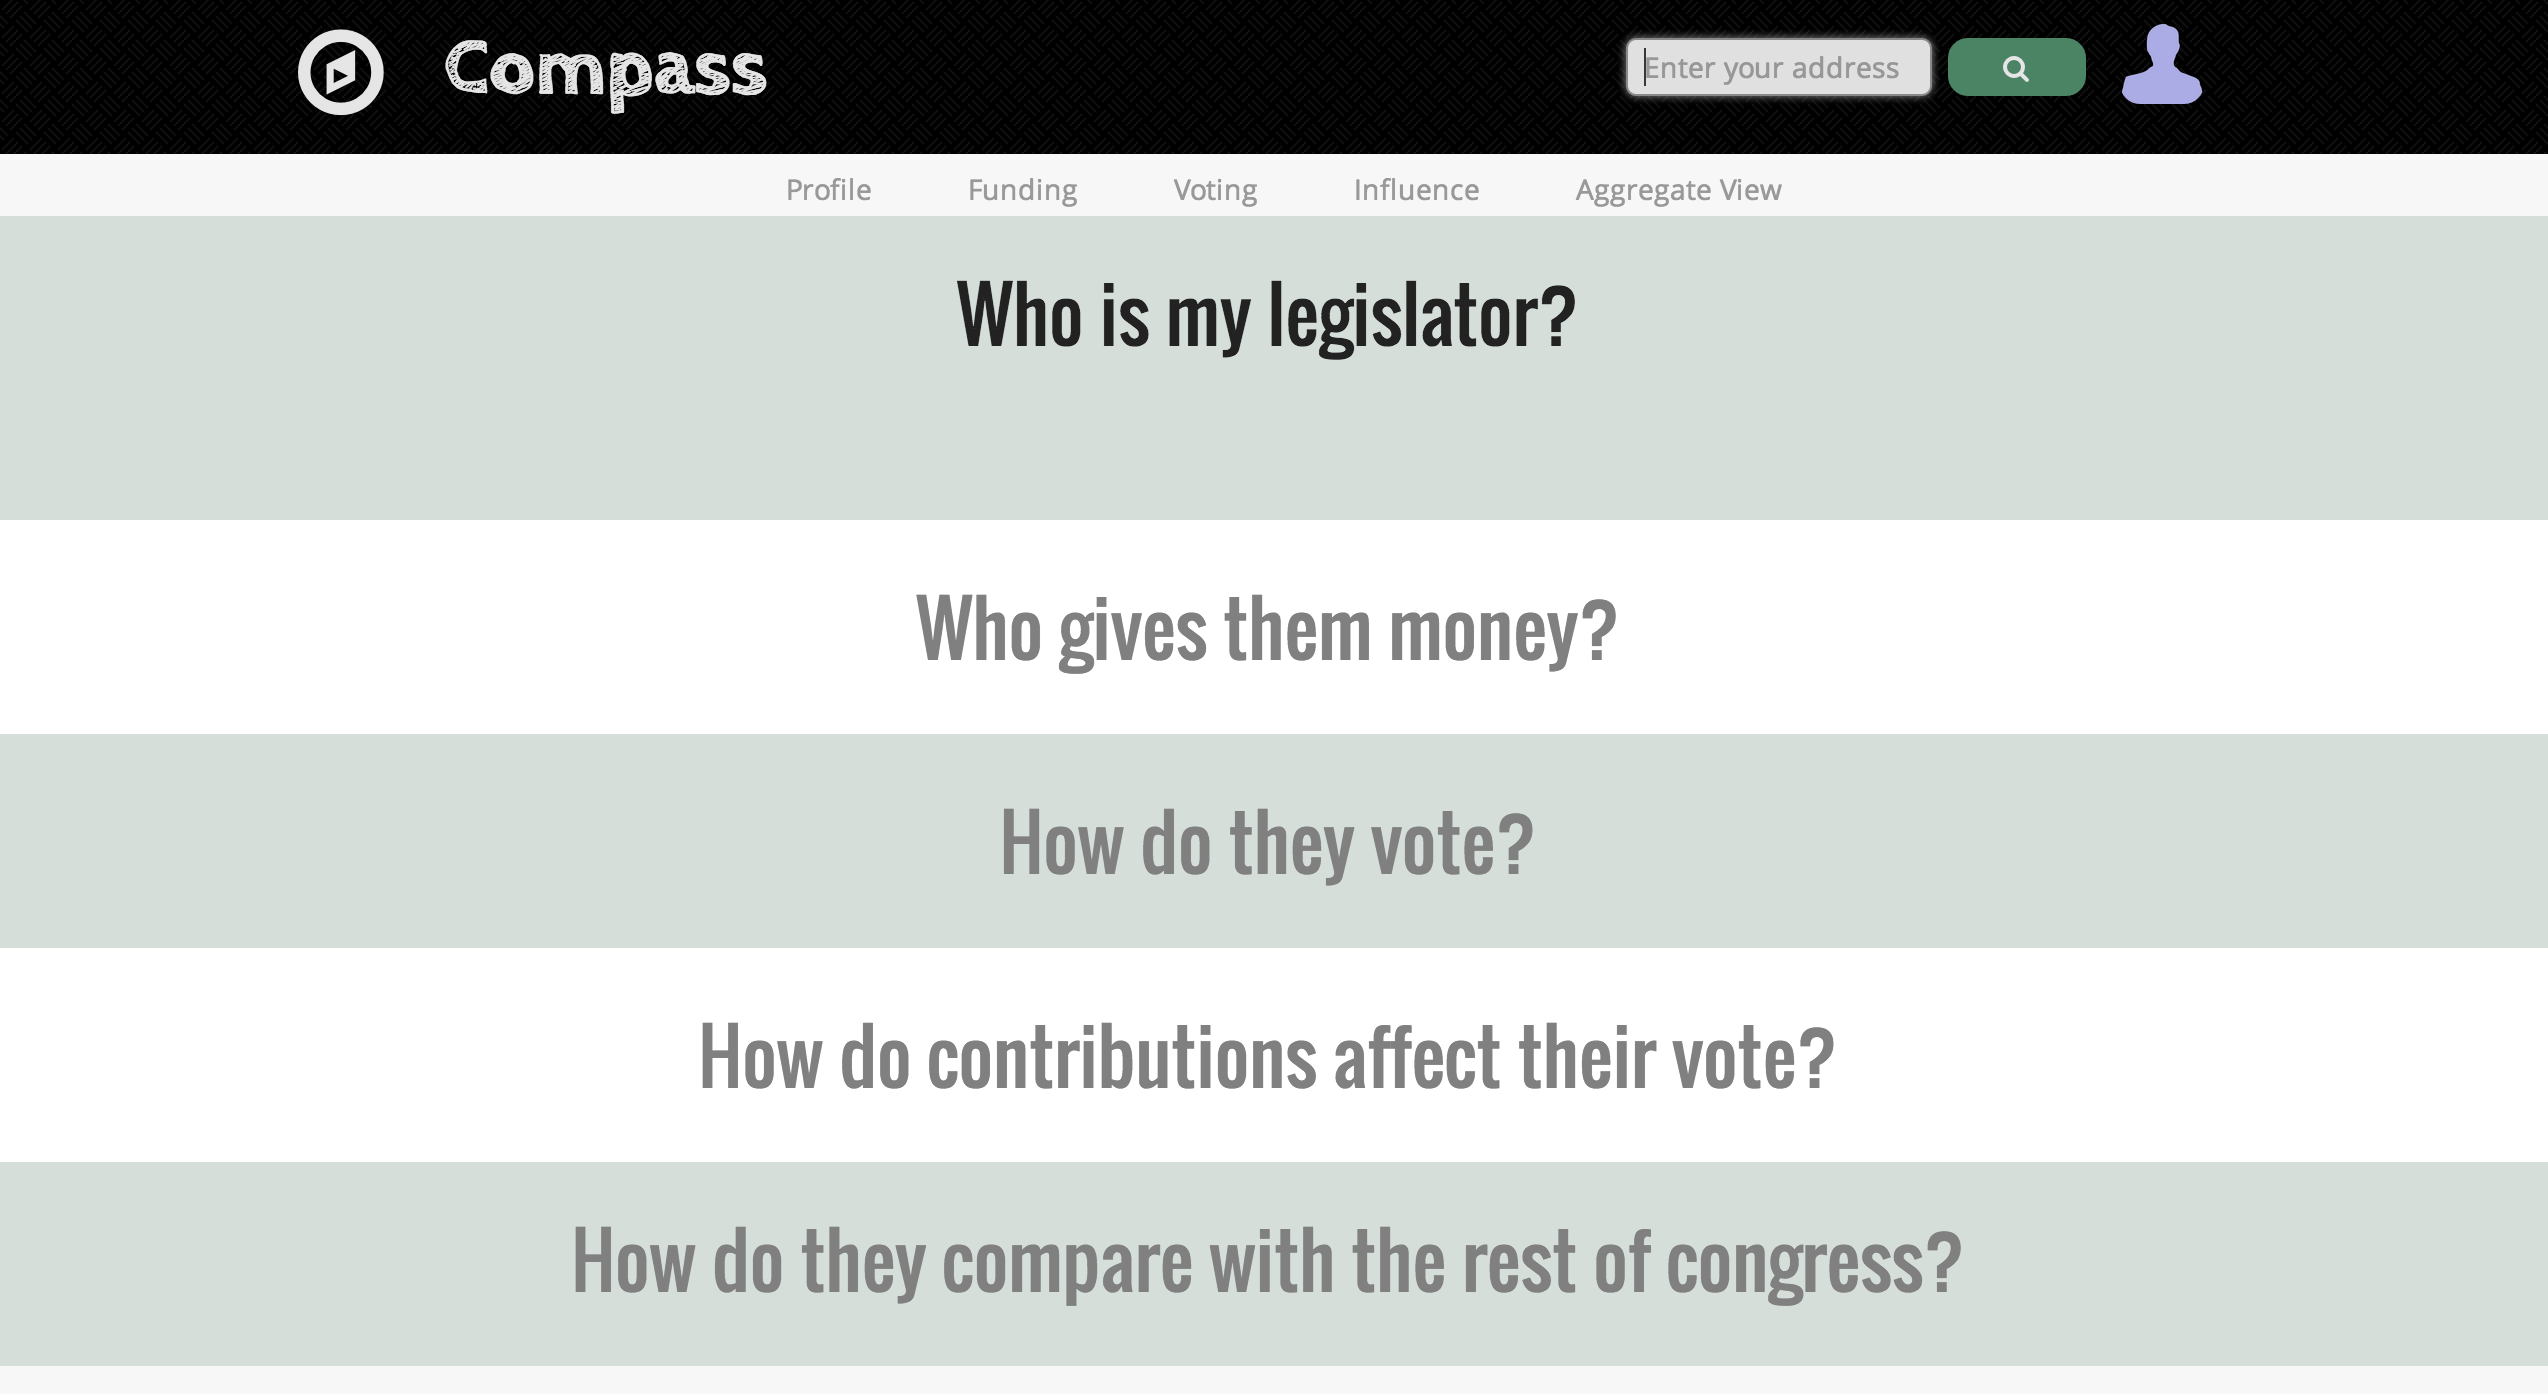 Compass
Enter your address
Profile Funding Voting Influence Aggregate View
Who is my legislator?
Who gives them money?
How do they vote?
How do contributions affect their vote?
How do they compare with the rest of congress?